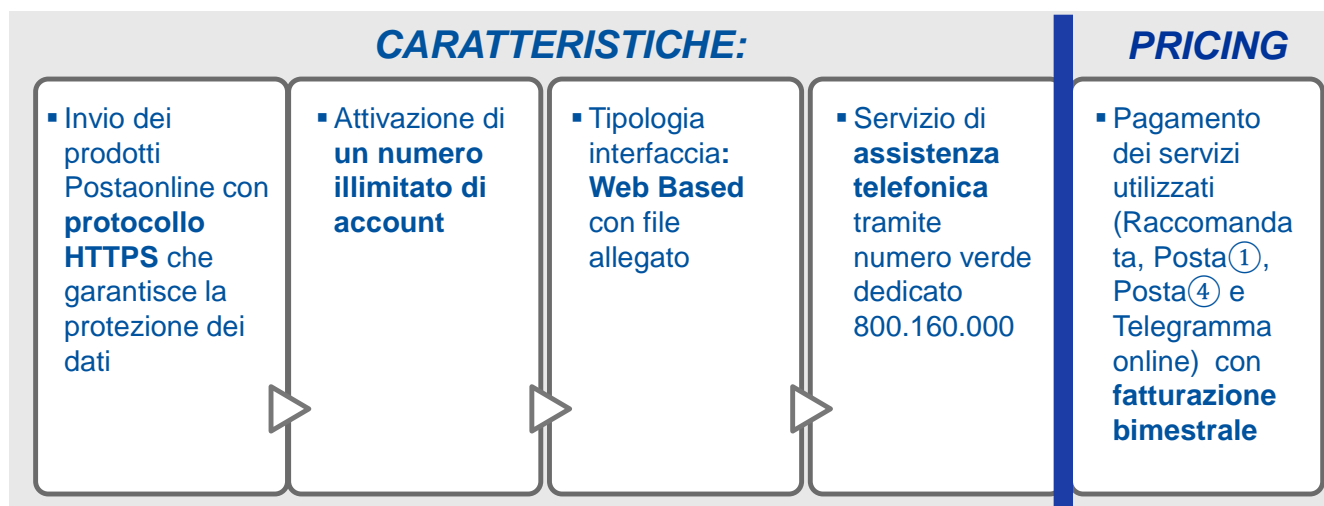 CARATTERISTICHE:
PRICING
▪ Invio dei
prodotti
Postaonline con
protocollo
HTTPS che
garantisce la
protezione dei
dati
▪ Attivazione di
un numero
illimitato di
account
▪ Tipologia
interfaccia:
Web Based
con file
allegato
▪ Servizio di
assistenza
telefonica
tramite
numero verde
dedicato
800.160.000
▪ Pagamento
dei servizi
utilizzati
(Raccomanda
ta, Posta①,
Posta④ e
Telegramma
online) con
fatturazione
bimestrale